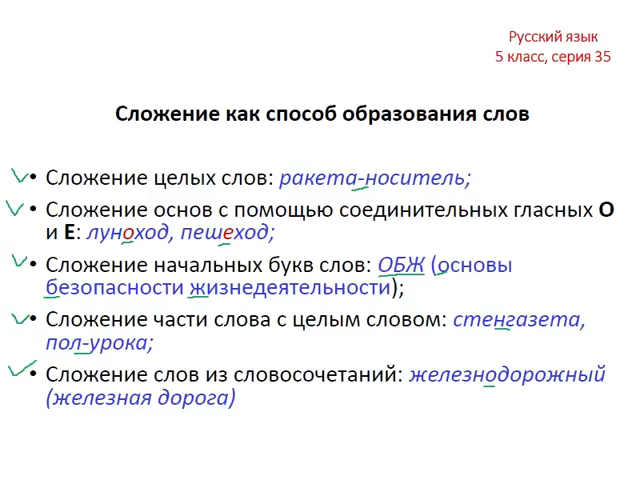 Русский язык
5 класс, серия 35
Сложение как способ образования слов
• Сложение целых слов: ракета-носитель;
• Сложение основ с помощью соединительных гласных О
и Е: луноход, пешеход;
• Сложение начальных букв слов: ОБЖ (основы
безопасности жизнедеятельности);
• Сложение части слова с целым словом: стенгазета,
пол-урока;
• Сложение слов из словосочетаний: железнодорожный
(железная дорога)